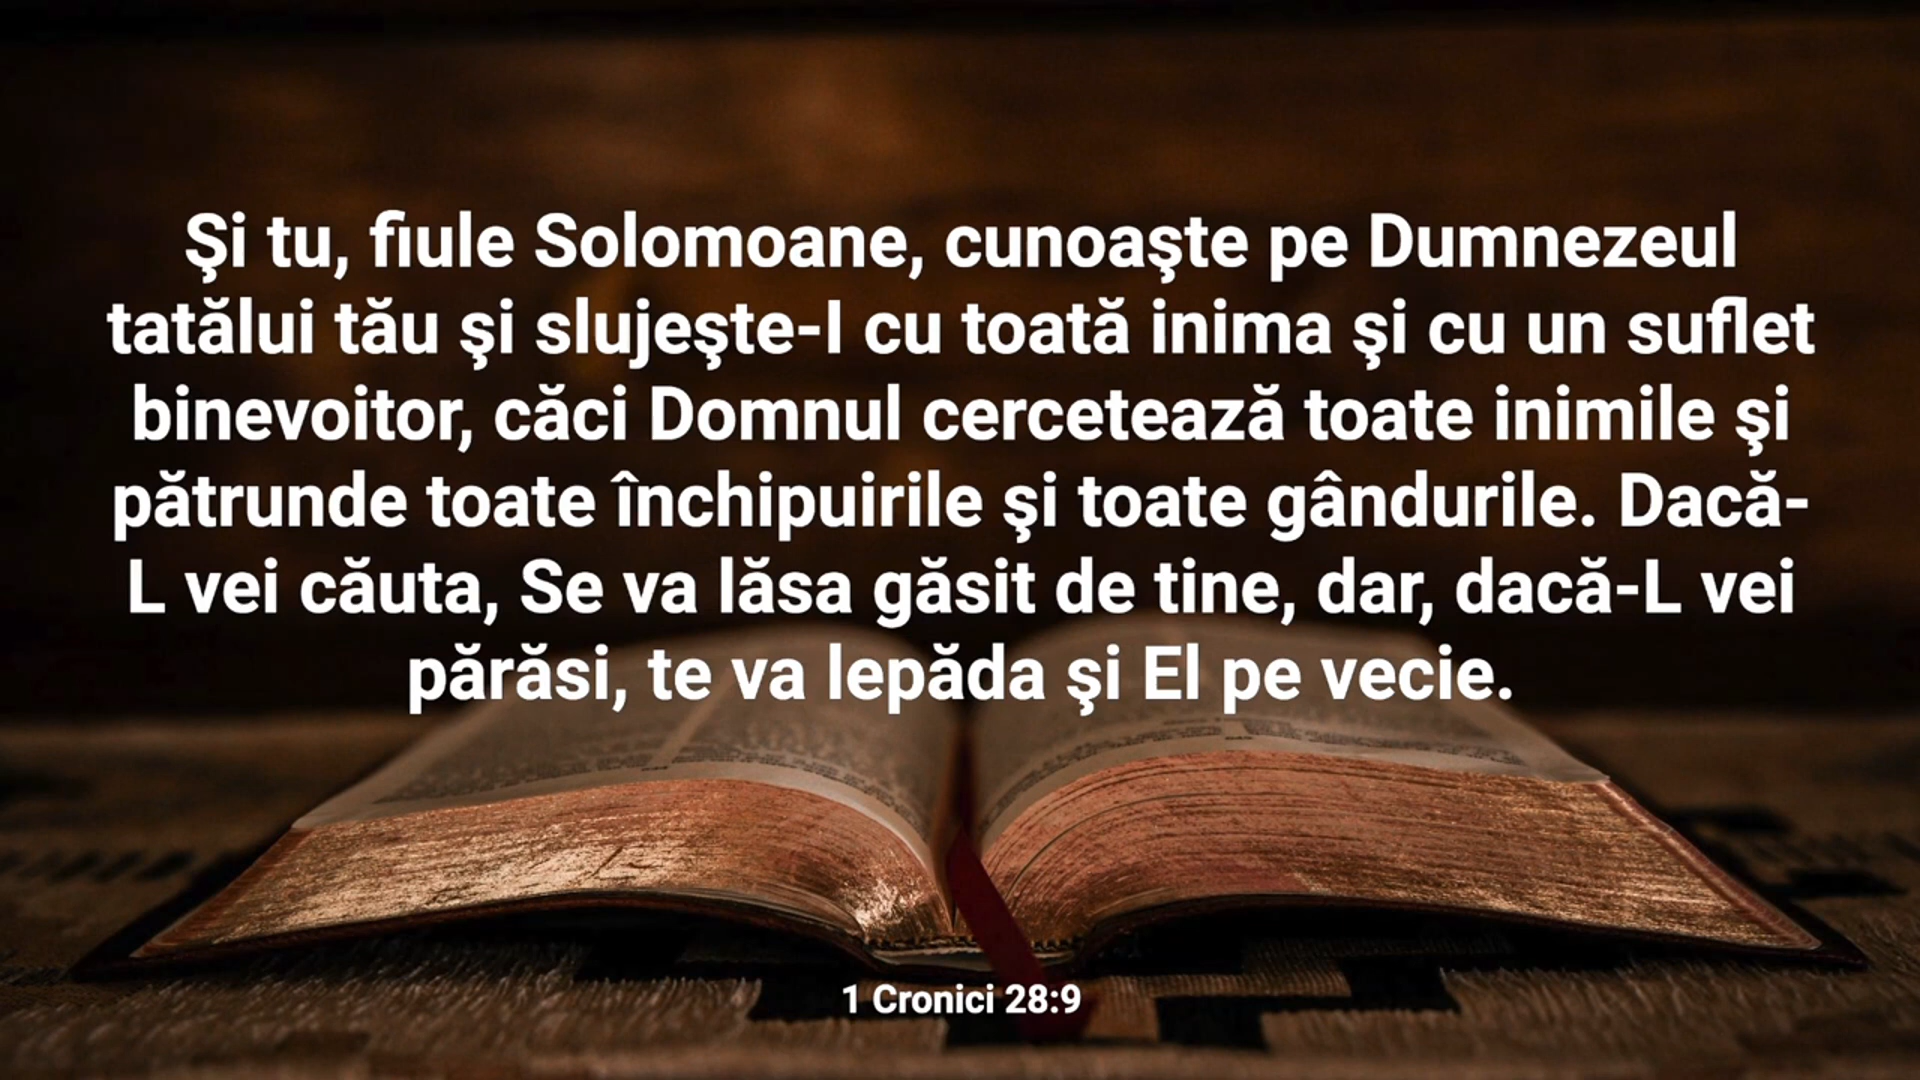 Şi tu, fiule Solomoane, cunoaşte pe Dumnezeul
tatălui tău şi slujeşte-I cu toată inima şi cu un suflet
binevoitor, căci Domnul cercetează toate inimile şi
pătrunde toate închipuirile şi toate gândurile. Dacă-
L vei căuta, Se va lăsa găsit de tine, dar, dacă-L vei
părăsi, te va lepăda şi El pe vecie.
1 Cronici 28:9